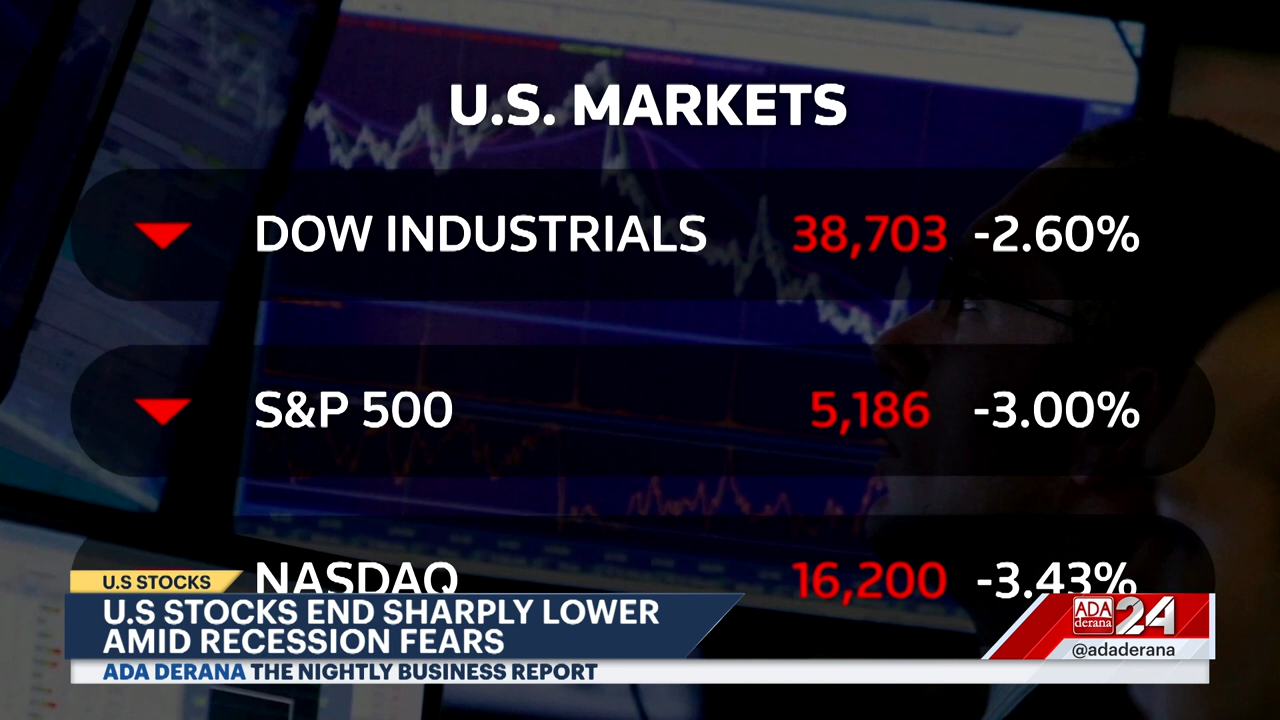 U.S. MARKETS
DOW INDUSTRIALS 38,703 -2.60%
S&P 500 5,186 -3.00%
NASDAQ 16,200 -3.43%
U.S STOCKS
U.S STOCKS END SHARPLY LOWER
AMID RECESSION FEARS
ADA DERANA THE NIGHTLY BUSINESS REPORT
ADA derana 24
@adaderana